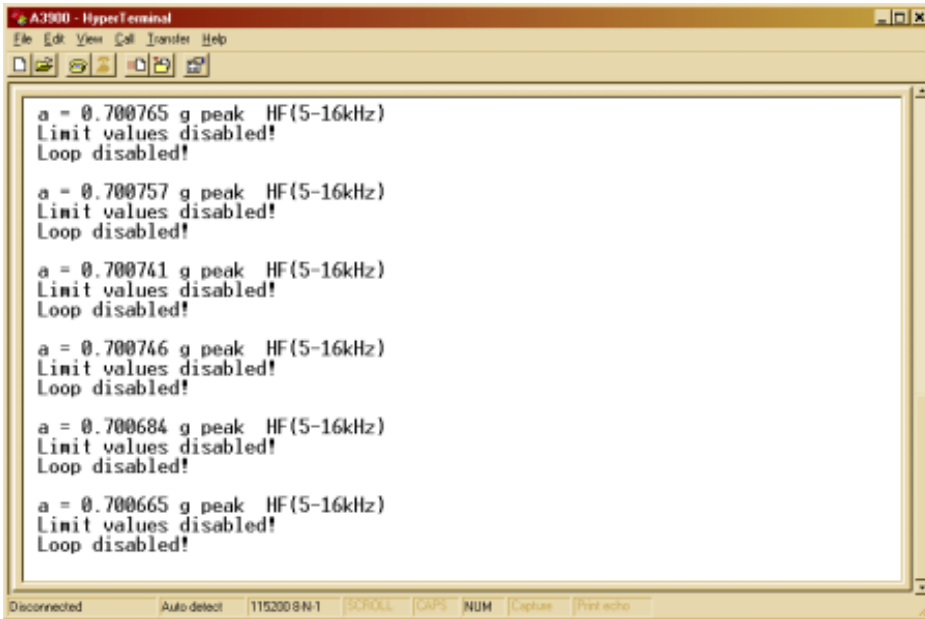 A3900 - HyperTerminal
File Edit View Call Transfer Help
a = 0.700765 g peak HF(5-16kHz)
Limit values disabled!
Loop disabled!
a = 0.700757 g peak HF(5-16kHz)
Limit values disabled!
Loop disabled!
a = 0.700741 g peak HF(5-16kHz)
Limit values disabled!
Loop disabled!
a = 0.700746 g peak HF(5-16kHz)
Limit values disabled!
Loop disabled!
a = 0.700684 g peak HF(5-16kHz)
Limit values disabled!
Loop disabled!
a = 0.700665 g peak HF(5-16kHz)
Limit values disabled!
Loop disabled!
Disconnected Auto detect 115200 8-N-1 SCROLL CAPS NUM Capture Print echo